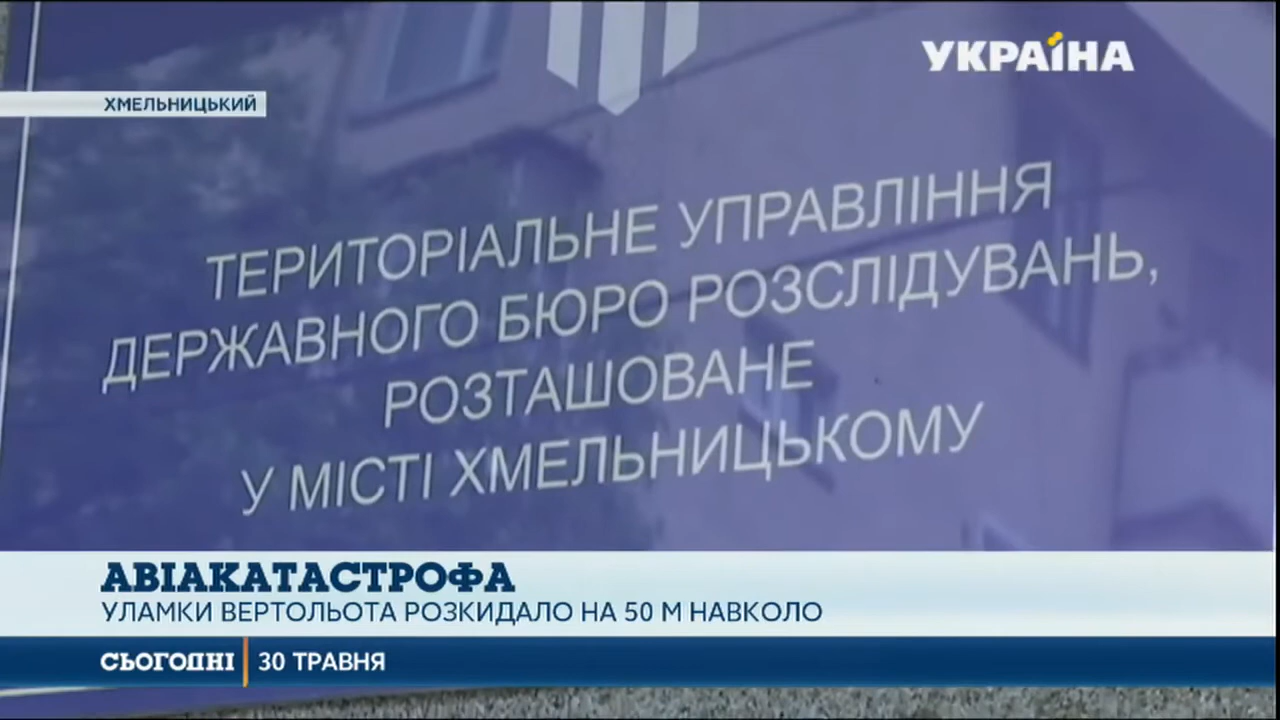 УКРАЇНА
ХМЕЛЬНИЦЬКИЙ
ТЕРИТОРІАЛЬНЕ УПРАВЛІННЯ
ДЕРЖАВНОГО БЮРО РОЗСЛІДУВАНЬ,
РОЗТАШОВАНЕ
У МІСТІ ХМЕЛЬНИЦЬКОМУ
АВІАКАТАСТРОФА
УЛАМКИ ВЕРТОЛЬОТА РОЗКИДАЛО НА 50 М НАВКОЛО
СЬОГОДНІ 30 ТРАВНЯ